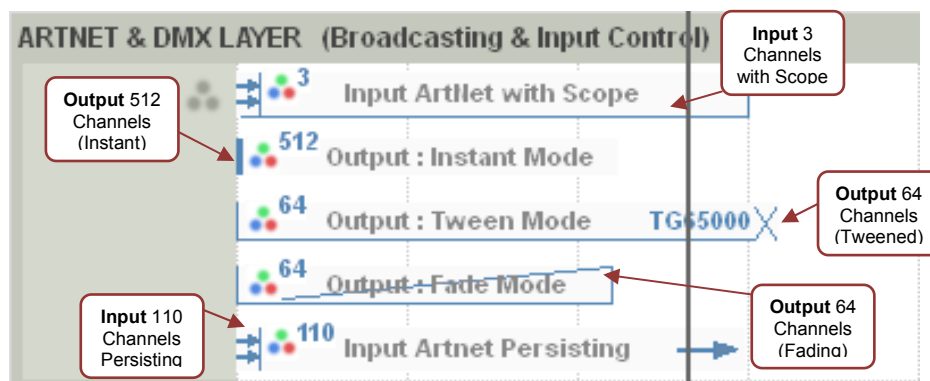 ARTNET & DMX LAYER (Broadcasting & Input Control)
Input 3
Channels
with Scope
3
Input ArtNet with Scope
Output 512
Channels
(Instant)
512
Output : Instant Mode
64
Output : Tween Mode
TG65000
Output 64
Channels
(Tweened)
64
Output : Fade Mode
Output 64
Channels
(Fading)
Input 110
Channels
Persisting
110
Input Artnet Persisting